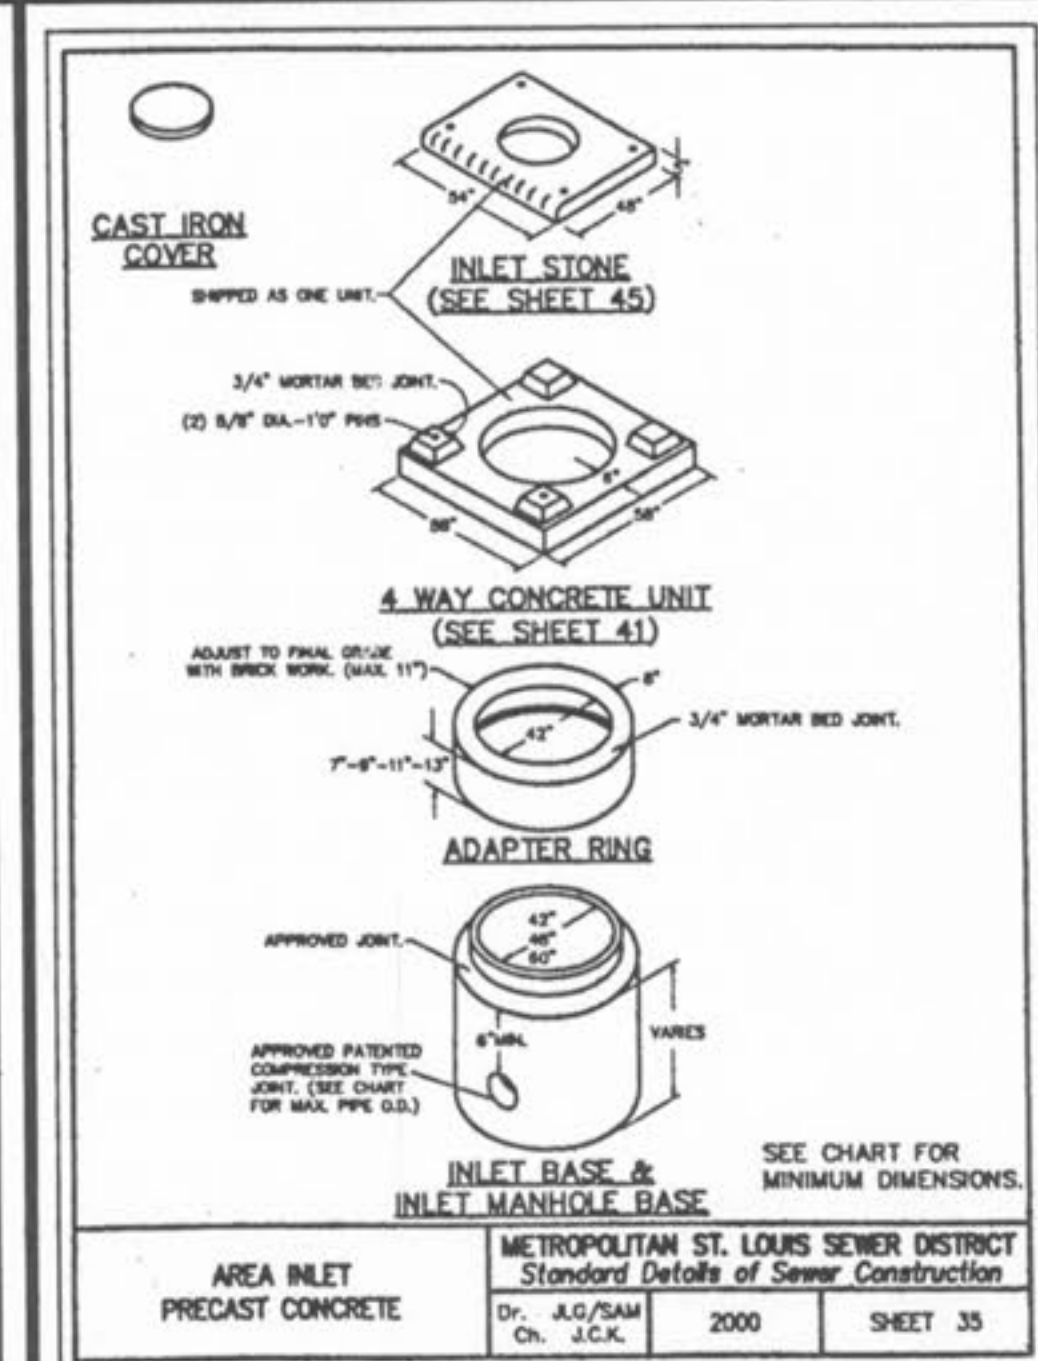 CAST IRON
COVER
54"
48"
INLET STONE
(SEE SHEET 45)
SHIPPED AS ONE UNIT.
3/4" MORTAR BED JOINT.
(2) 5/8" DIA.-1'0" PINS
8"
58"
58"
4 WAY CONCRETE UNIT
(SEE SHEET 41)
ADJUST TO FINAL GRADE
WITH BRICK WORK. (MAX. 11")
42"
3/4" MORTAR BED JOINT.
7"-9"-11"-13"
ADAPTER RING
APPROVED JOINT.
42"
48"
60"
6" MIN.
VARIES
APPROVED PATENTED
COMPRESSION TYPE
JOINT. (SEE CHART
FOR MAX. PIPE O.D.)
INLET BASE &
INLET MANHOLE BASE
SEE CHART FOR
MINIMUM DIMENSIONS.
AREA INLET
PRECAST CONCRETE
METROPOLITAN ST. LOUIS SEWER DISTRICT
Standard Details of Sewer Construction
Dr. JLG/SAM
Ch. J.C.K.
2000
SHEET 35